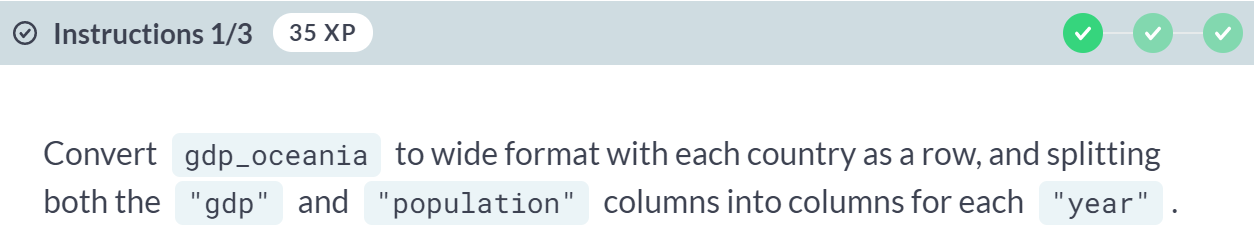 Instructions 1/3 35 XP
Convert gdp_oceania to wide format with each country as a row, and splitting
both the "gdp" and "population" columns into columns for each "year".